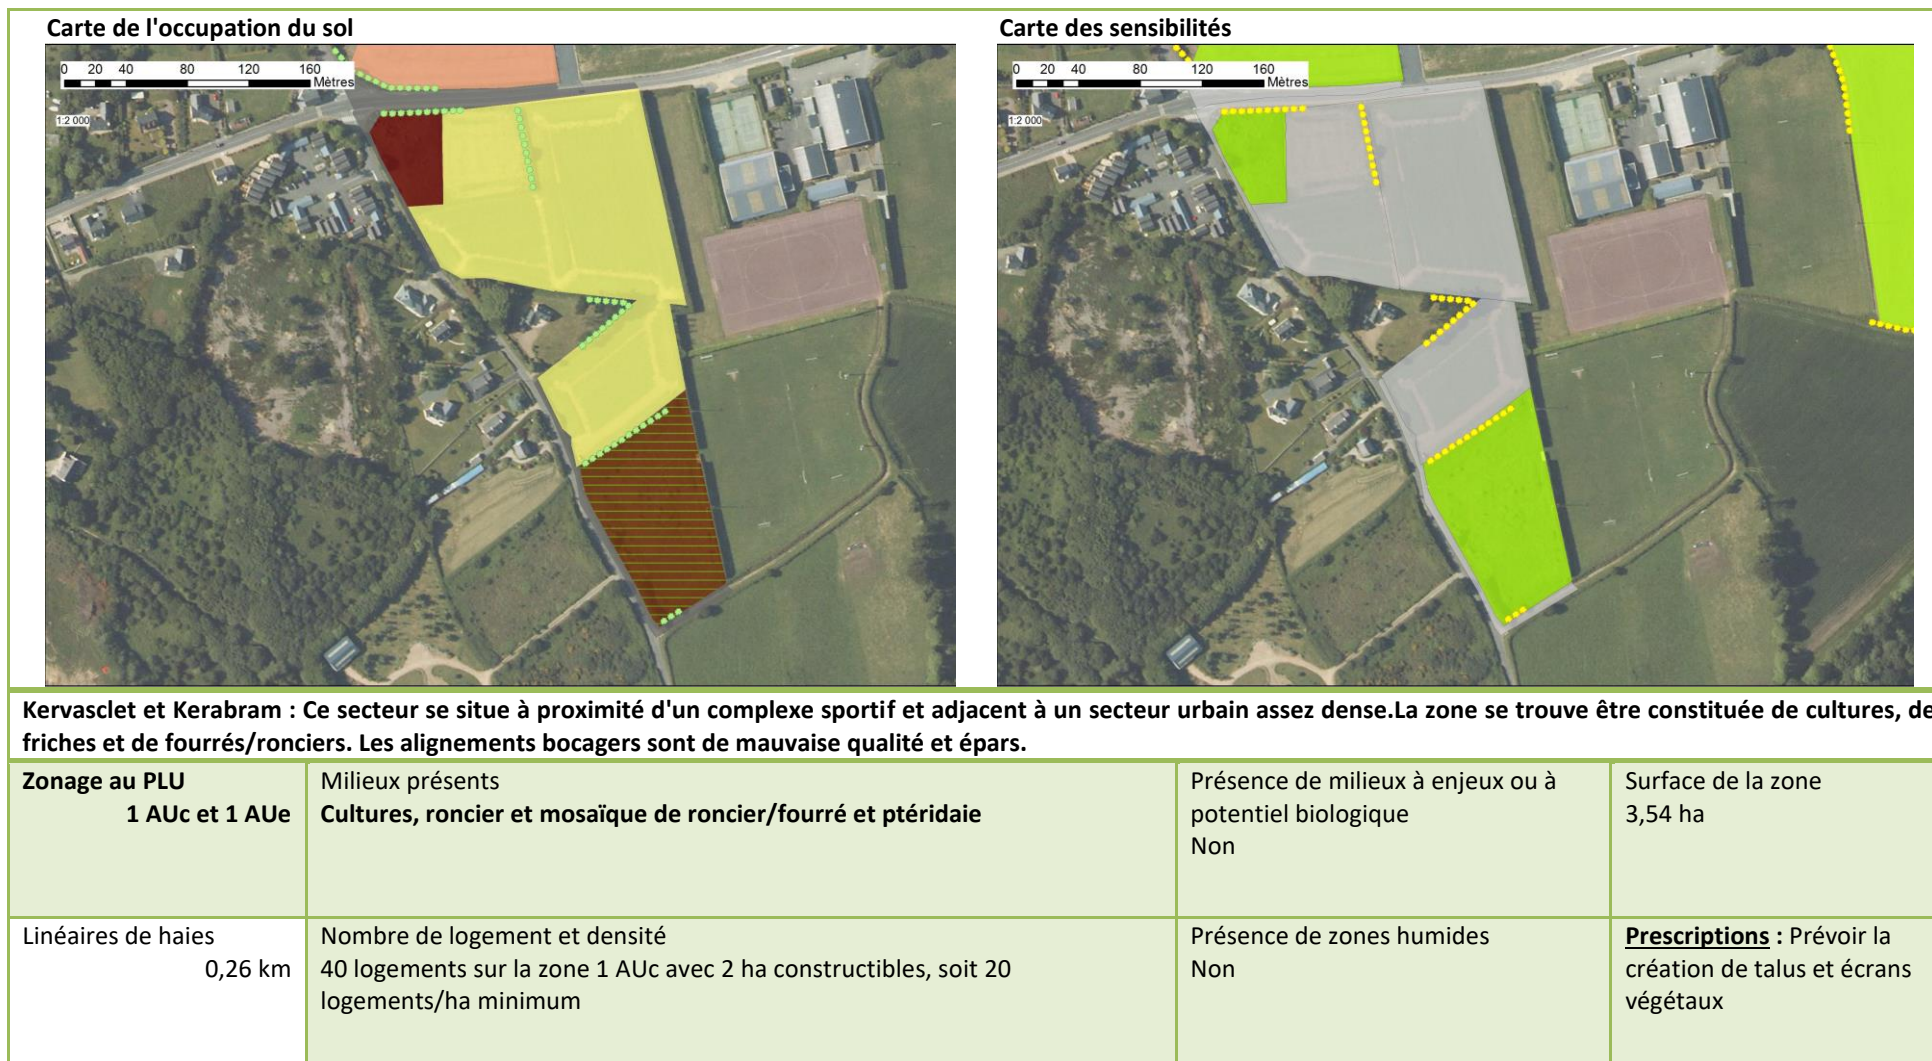 Carte de l'occupation du sol
0 20 40 80 120 160
Mètres
1:2 000
Carte des sensibilités
0 20 40 80 120 160
Mètres
1:2 000
Kervasclet et Kerabram : Ce secteur se situe à proximité d'un complexe sportif et adjacent à un secteur urbain assez dense.La zone se trouve être constituée de cultures, de
friches et de fourrés/ronciers. Les alignements bocagers sont de mauvaise qualité et épars.
Zonage au PLU
1 AUc et 1 AUe
Milieux présents
Cultures, roncier et mosaïque de roncier/fourré et ptéridaie
Présence de milieux à enjeux ou à
potentiel biologique
Non
Surface de la zone
3,54 ha
Linéaires de haies
0,26 km
Nombre de logement et densité
40 logements sur la zone 1 AUc avec 2 ha constructibles, soit 20
logements/ha minimum
Présence de zones humides
Non
Prescriptions : Prévoir la
création de talus et écrans
végétaux